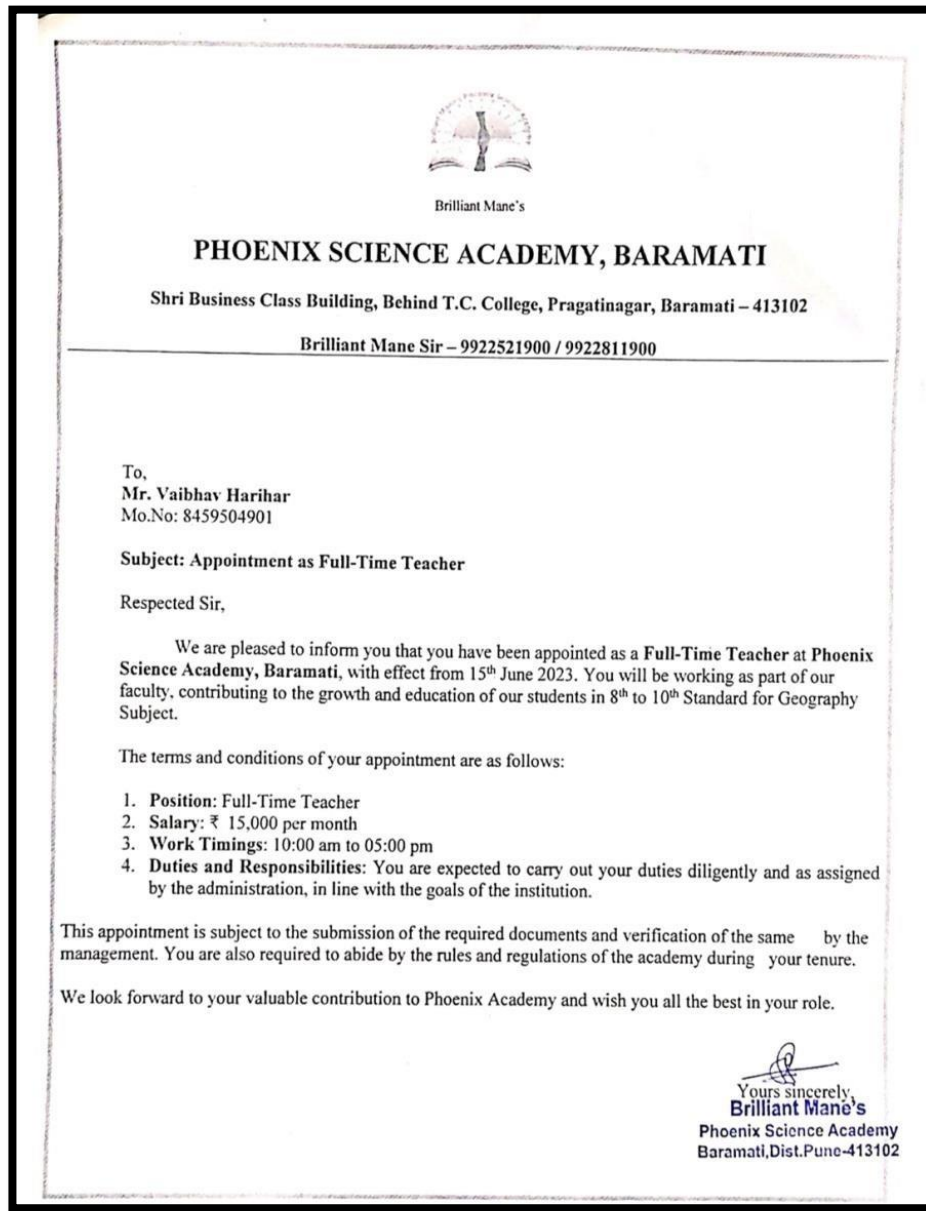 Brilliant Mane's
PHOENIX SCIENCE ACADEMY, BARAMATI
Shri Business Class Building, Behind T.C. College, Pragatinagar, Baramati – 413102
Brilliant Mane Sir – 9922521900 / 9922811900
To,
Mr. Vaibhav Harihar
Mo.No: 8459504901
Subject: Appointment as Full-Time Teacher
Respected Sir,
We are pleased to inform you that you have been appointed as a Full-Time Teacher at Phoenix
Science Academy, Baramati, with effect from 15th June 2023. You will be working as part of our
faculty, contributing to the growth and education of our students in 8th to 10th Standard for Geography
Subject.
The terms and conditions of your appointment are as follows:
1. Position: Full-Time Teacher
2. Salary: ₹ 15,000 per month
3. Work Timings: 10:00 am to 05:00 pm
4. Duties and Responsibilities: You are expected to carry out your duties diligently and as assigned
by the administration, in line with the goals of the institution.
This appointment is subject to the submission of the required documents and verification of the same by the
management. You are also required to abide by the rules and regulations of the academy during your tenure.
We look forward to your valuable contribution to Phoenix Academy and wish you all the best in your role.
Yours sincerely,
Brilliant Mane's
Phoenix Science Academy
Baramati,Dist.Pune-413102